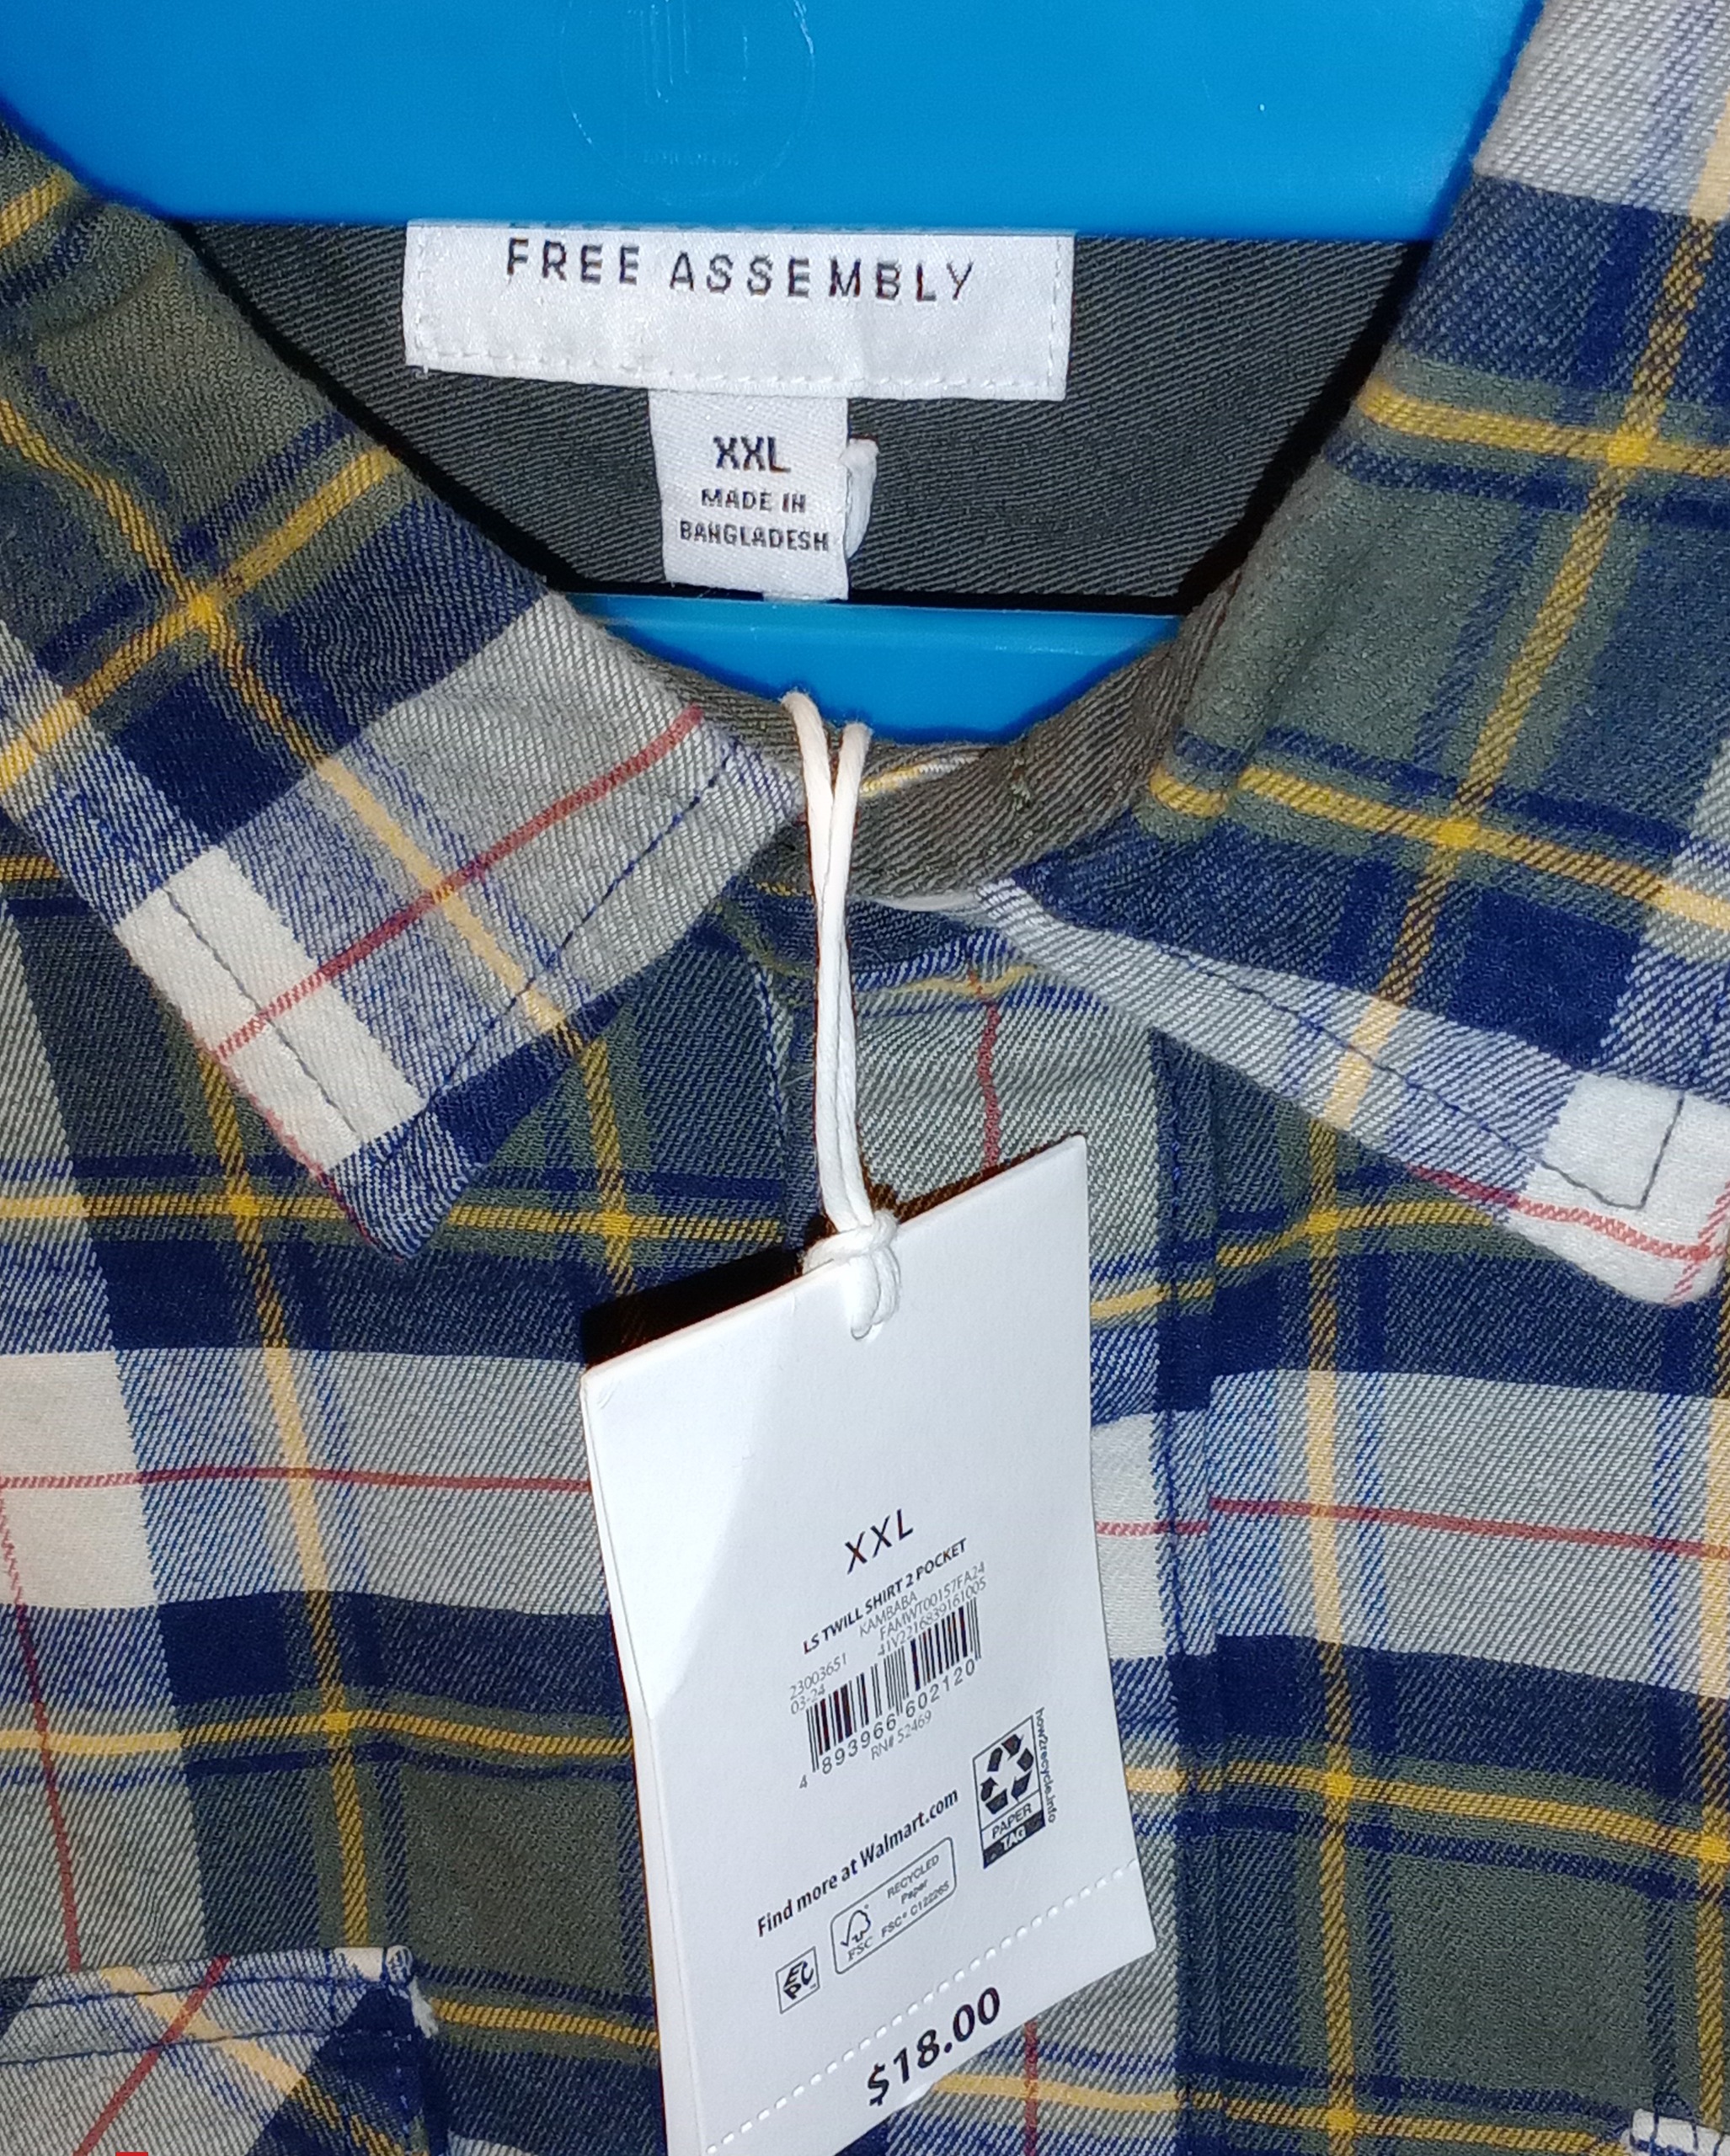 FREE ASSEMBLY
XXL
MADE IN
BANGLADESH
XXL
LS TWILL SHIRT 2 POCKET
KAMBABA
FAMWT00157FA24
41V2216839161005
23003651
03-24
4 893966 602120
RN# 52469
how2recycle.info
PAPER
TAG
Find more at Walmart.com
RECYCLED
Paper
FSC® C122265
FSC
$18.00